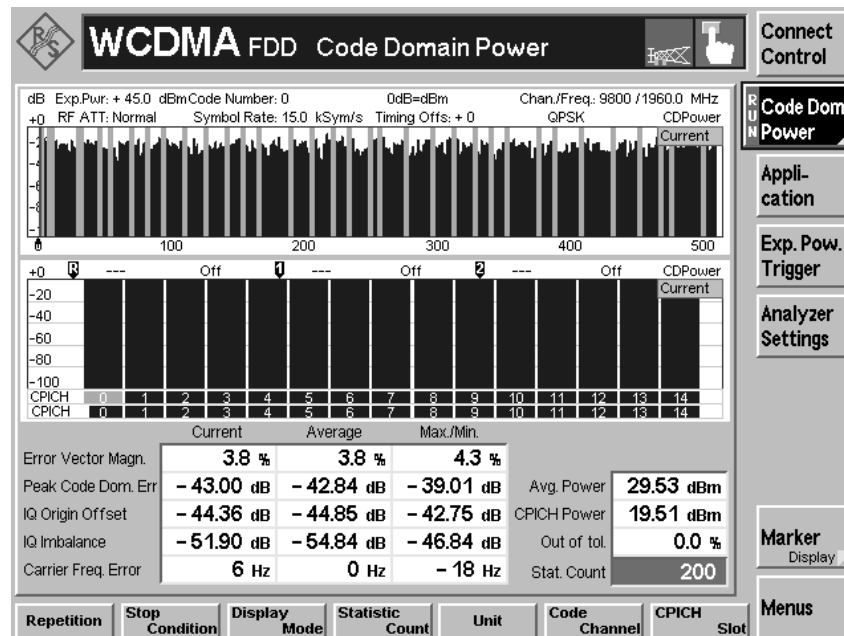 R&S WCDMA FDD Code Domain Power
Connect Control
dB Exp.Pwr: + 45.0 dBm Code Number: 0 0dB=dBm Chan./Freq.: 9800 / 1960.0 MHz
+0 RF ATT: Normal Symbol Rate: 15.0 kSym/s Timing Offs: + 0 QPSK CDPower
Current
100 200 300 400 500
RUN Code Dom Power
Appli-
cation
Exp. Pow.
Trigger
Analyzer
Settings
+0 R --- Off 1 --- Off 2 --- Off CDPower
Current
-20
-40
-60
-80
-100
CPICH 0 1 2 3 4 5 6 7 8 9 10 11 12 13 14
CPICH 0 1 2 3 4 5 6 7 8 9 10 11 12 13 14
Current Average Max./Min.
Error Vector Magn. 3.8 % 3.8 % 4.3 %
Peak Code Dom. Err - 43.00 dB - 42.84 dB - 39.01 dB Avg. Power 29.53 dBm
IQ Origin Offset - 44.36 dB - 44.85 dB - 42.75 dB CPICH Power 19.51 dBm
IQ Imbalance - 51.90 dB - 54.84 dB - 46.84 dB Out of tol. 0.0 %
Carrier Freq. Error 6 Hz 0 Hz - 18 Hz Stat. Count 200
Marker
Display
Menus
Repetition
Stop Condition
Display Mode
Statistic Count
Unit
Code Channel
CPICH Slot